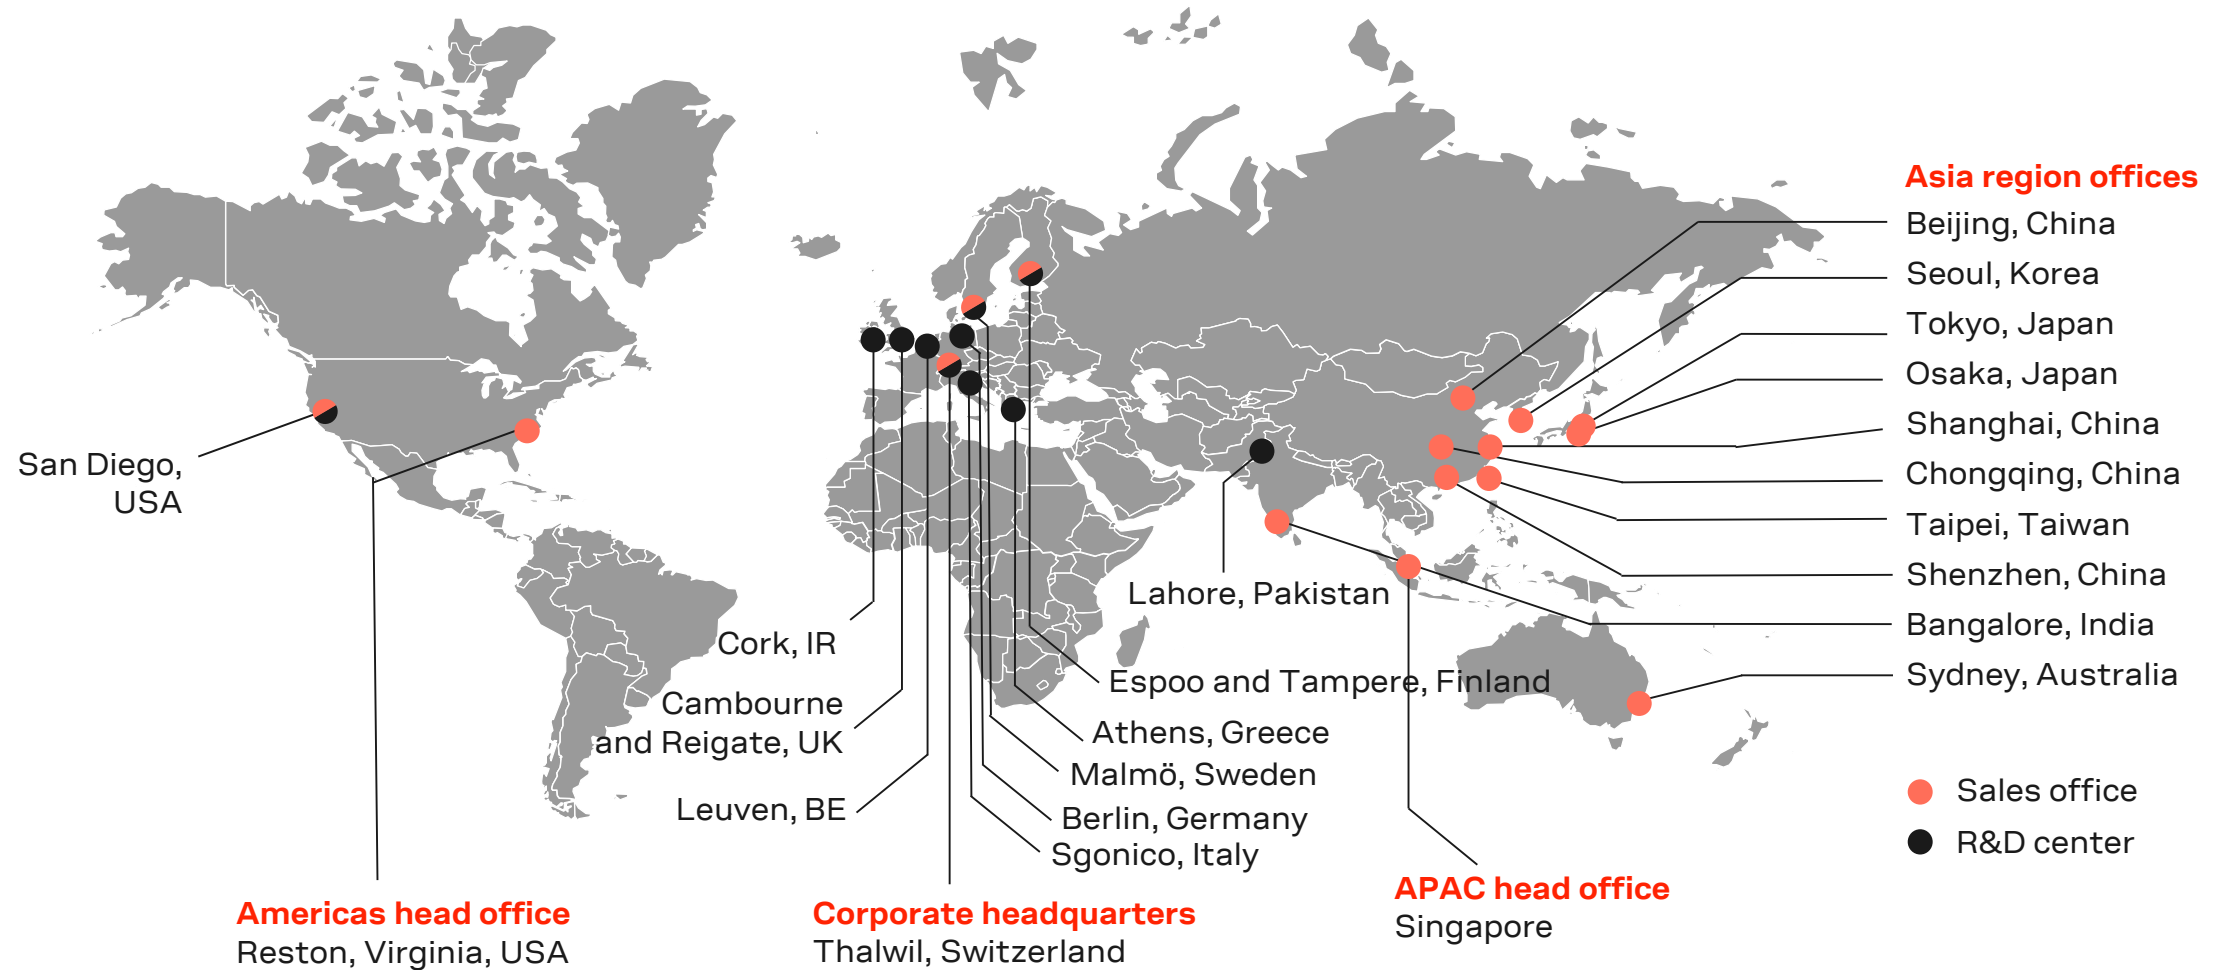 Asia region offices
Beijing, China
Seoul, Korea
Tokyo, Japan
Osaka, Japan
Shanghai, China
Chongqing, China
Taipei, Taiwan
Shenzhen, China
Bangalore, India
Sydney, Australia
San Diego,
USA
Lahore, Pakistan
Cork, IR
Espoo and Tampere, Finland
Cambourne
and Reigate, UK
Athens, Greece
Malmö, Sweden
Leuven, BE
Berlin, Germany
Sgonico, Italy
Sales office
R&D center
Americas head office
Reston, Virginia, USA
Corporate headquarters
Thalwil, Switzerland
APAC head office
Singapore